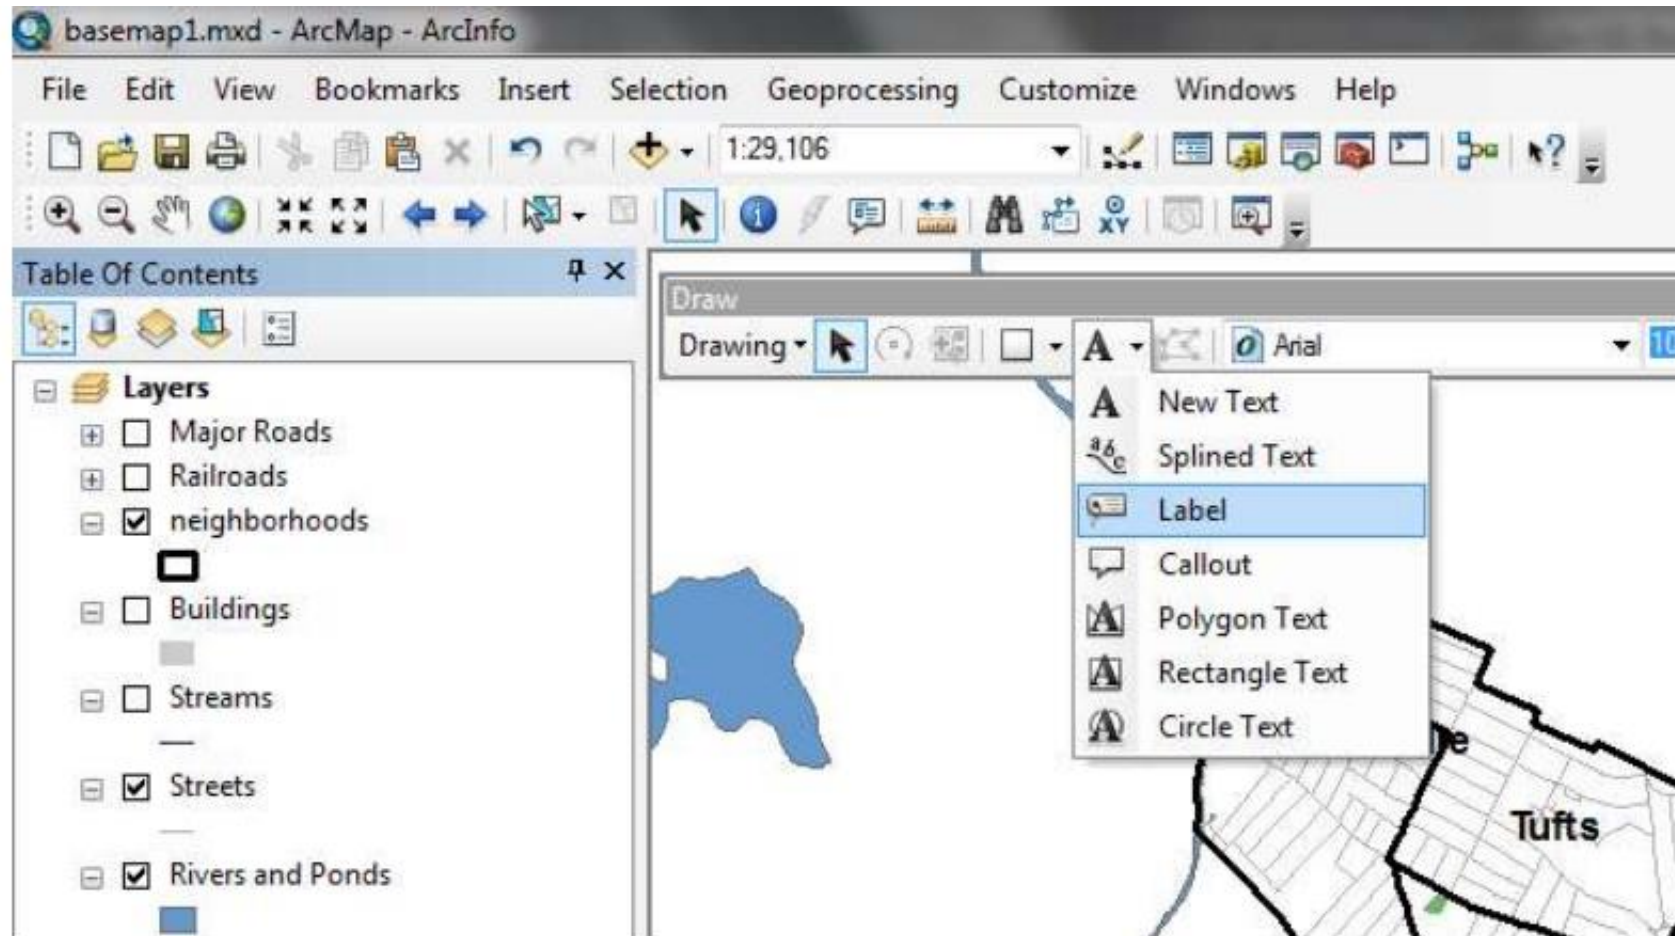 basemap1.mxd - ArcMap - ArcInfo
File Edit View Bookmarks Insert Selection Geoprocessing Customize Windows Help
1:29,106
Table Of Contents
Draw
Drawing A Arial 10
Layers
Major Roads
Railroads
neighborhoods
Buildings
Streams
Streets
Rivers and Ponds
New Text
Splined Text
Label
Callout
Polygon Text
Rectangle Text
Circle Text
Tufts